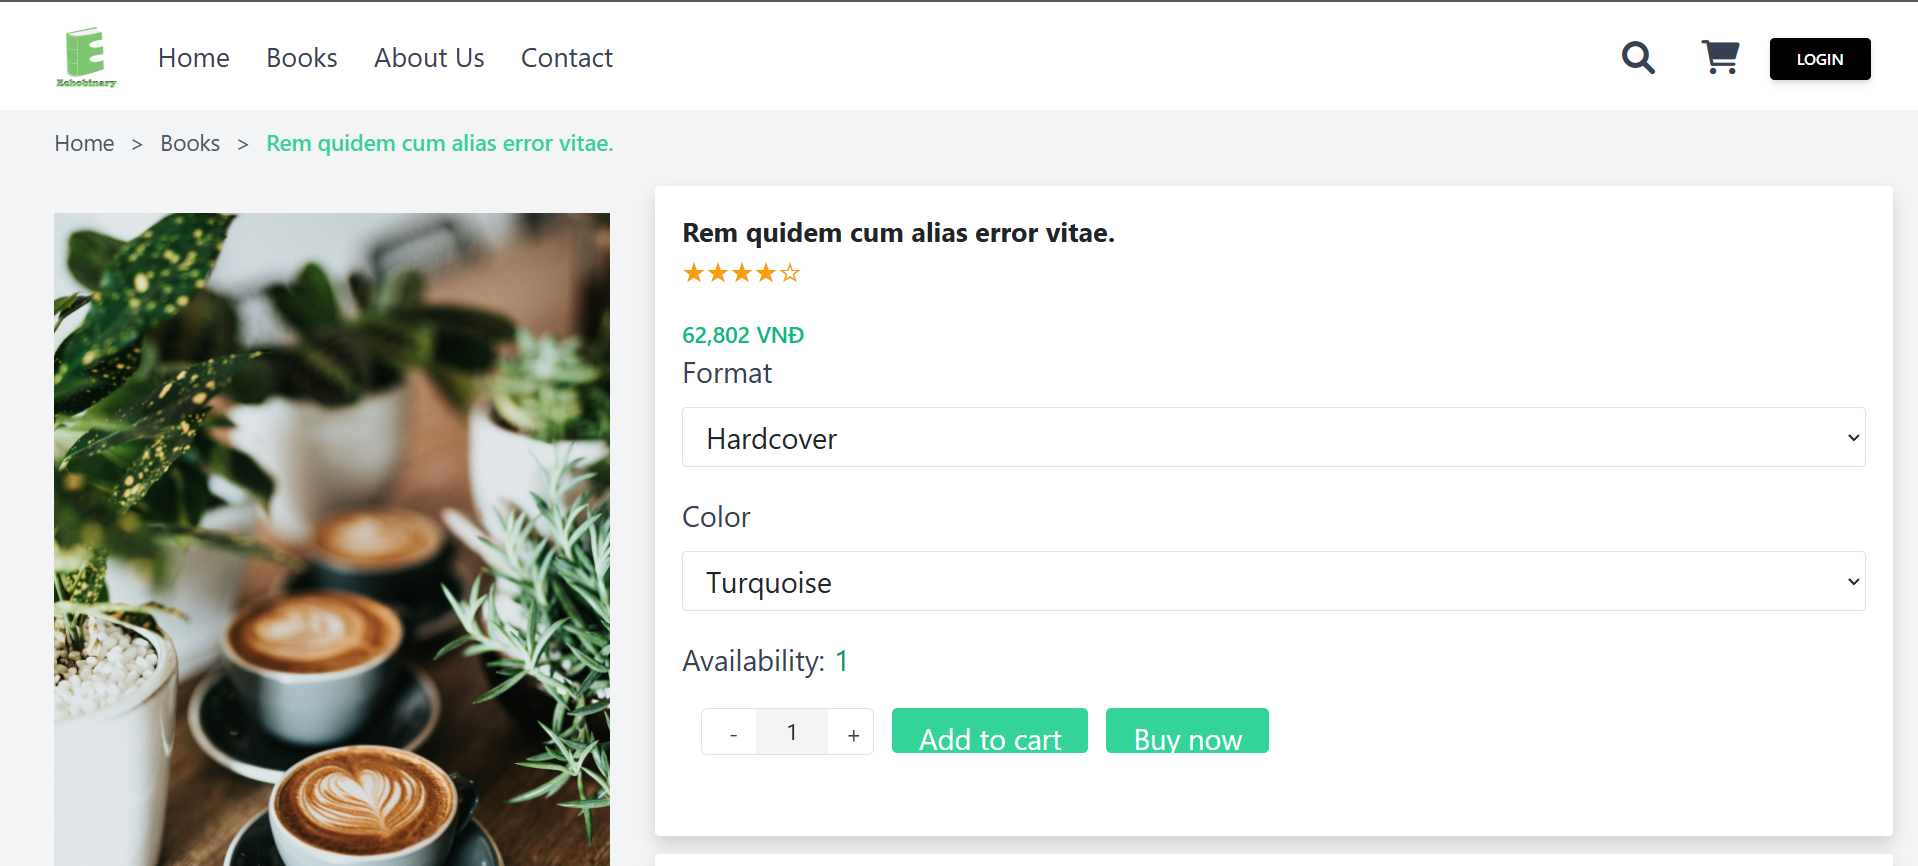 Echobinary
Home Books About Us Contact
LOGIN
Home > Books > Rem quidem cum alias error vitae.
Rem quidem cum alias error vitae.
★★★★☆
62,802 VNĐ
Format
Hardcover
Color
Turquoise
Availability: 1
- 1 + Add to cart Buy now